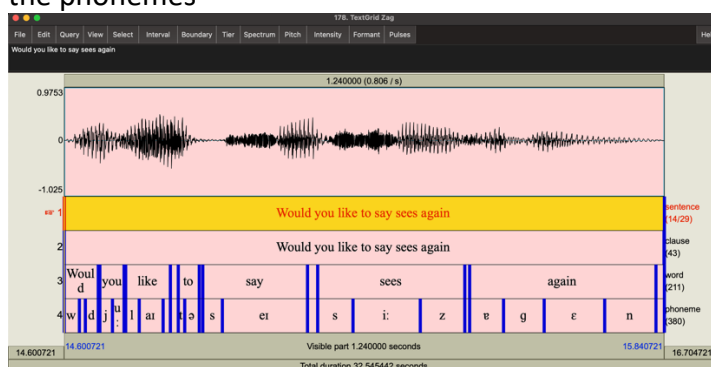 the phonemes
178. TextGrid Zag
File Edit Query View Select Interval Boundary Tier Spectrum Pitch Intensity Formant Pulses
Would you like to say sees again
1.240000 (0.806 / s)
0.9753
0
-1.025
1 Would you like to say sees again sentence (14/29)
2 Would you like to say sees again clause (43)
3 Would you like to say sees again word (211)
4 w d j u: l aɪ t ə s eɪ s i: z ɐ g ɛ n phoneme (380)
14.600721 14.600721 Visible part 1.240000 seconds 15.840721 16.704721
Total duration 32.545442 seconds